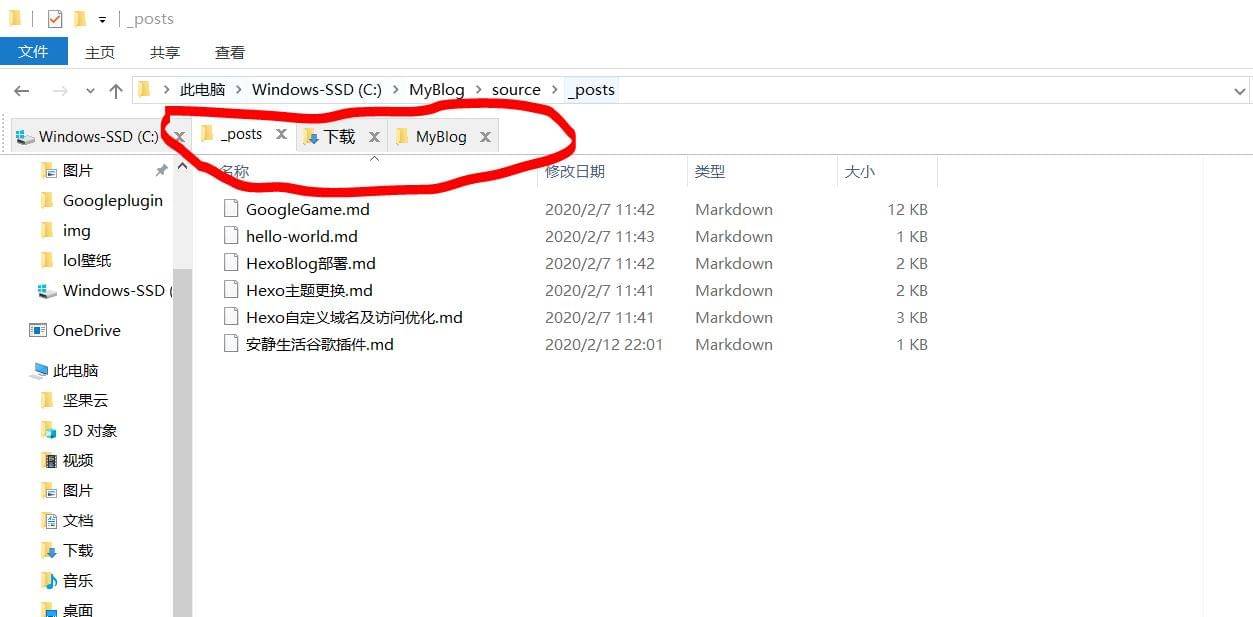 _posts
文件 主页 共享 查看
此电脑 Windows-SSD (C:) MyBlog source _posts
Windows-SSD (C:) _posts 下载 MyBlog
名称 修改日期 类型 大小
图片
Googleplugin
img
lol壁纸
Windows-SSD (
OneDrive
此电脑
坚果云
3D 对象
视频
图片
文档
下载
音乐
桌面
GoogleGame.md 2020/2/7 11:42 Markdown 12 KB
hello-world.md 2020/2/7 11:43 Markdown 1 KB
HexoBlog部署.md 2020/2/7 11:42 Markdown 2 KB
Hexo主题更换.md 2020/2/7 11:41 Markdown 2 KB
Hexo自定义域名及访问优化.md 2020/2/7 11:41 Markdown 3 KB
安静生活谷歌插件.md 2020/2/12 22:01 Markdown 1 KB